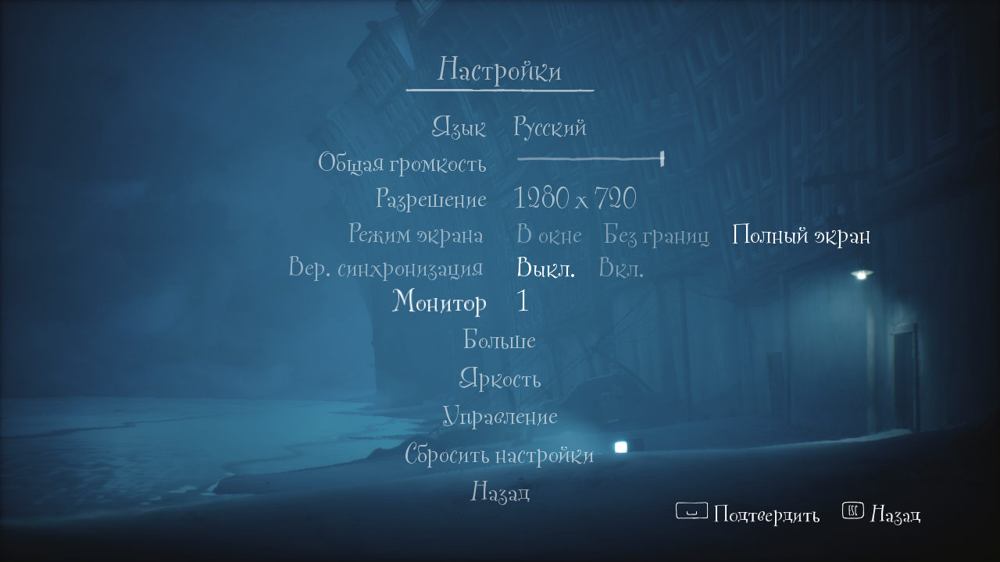 Настройки
Язык Русский
Общая громкость
Разрешение 1280 x 720
Режим экрана В окне Без границ Полный экран
Вер. синхронизация Выкл. Вкл.
Монитор 1
Больше
Яркость
Управление
Сбросить настройки
Назад
Подтвердить ESC Назад